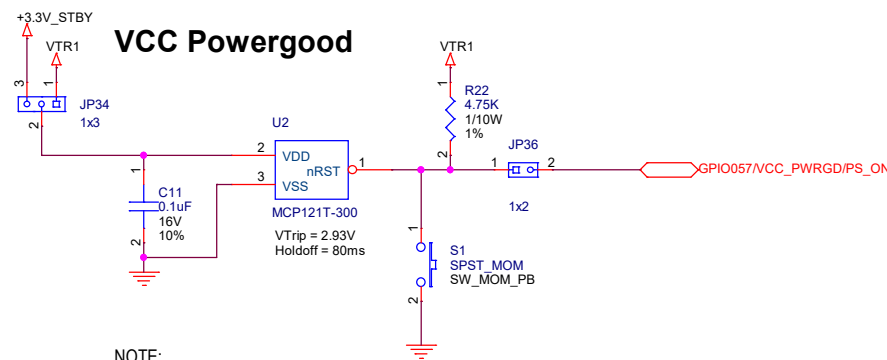 +3.3V_STBY
VCC Powergood
VTR1
VTR1
3
1
JP34
1x3
2
R22
4.75K
1/10W
1%
1
2
U2
2
VDD
nRST
1
3
VSS
MCP121T-300
VTrip = 2.93V
Holdoff = 80ms
JP36
1
2
1x2
GPIO057/VCC_PWRGD/PS_ON
1
C11
0.1uF
16V
10%
2
1
S1
SPST_MOM
SW_MOM_PB
2
NOTE: